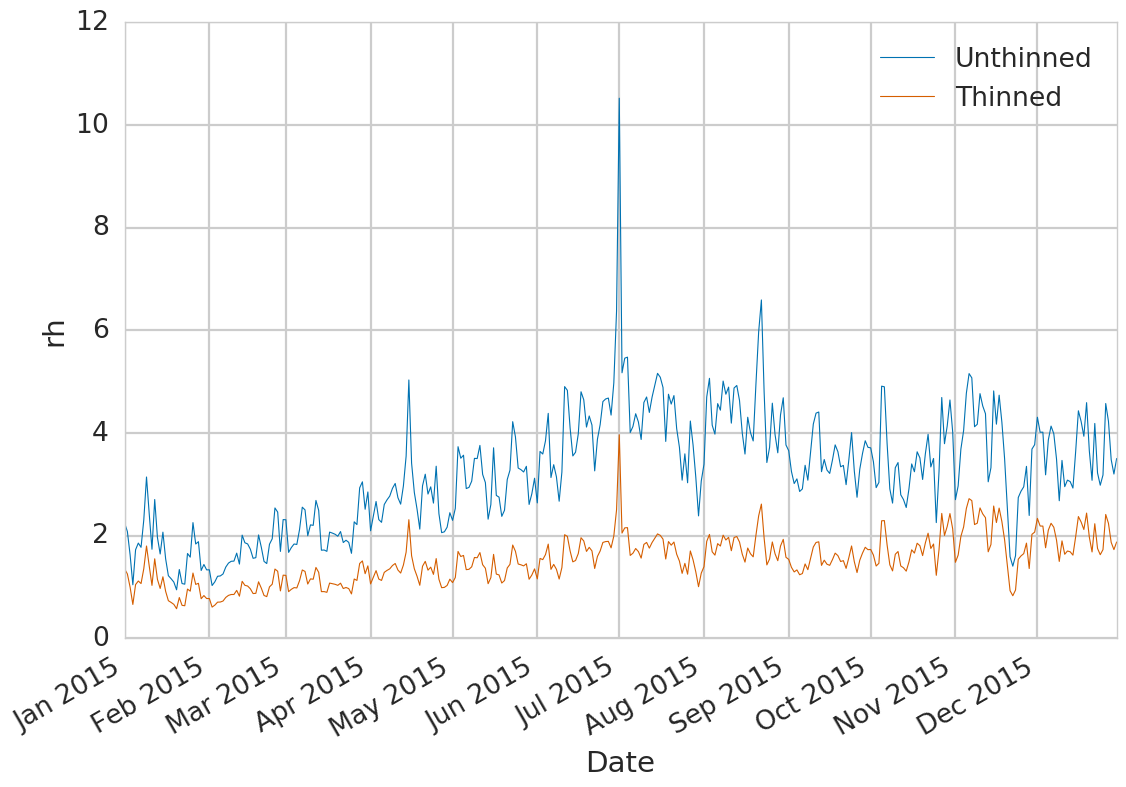 12
10
8
6
4
2
0
rh
Unthinned
Thinned
Jan 2015
Feb 2015
Mar 2015
Apr 2015
May 2015
Jun 2015
Jul 2015
Aug 2015
Sep 2015
Oct 2015
Nov 2015
Dec 2015
Date